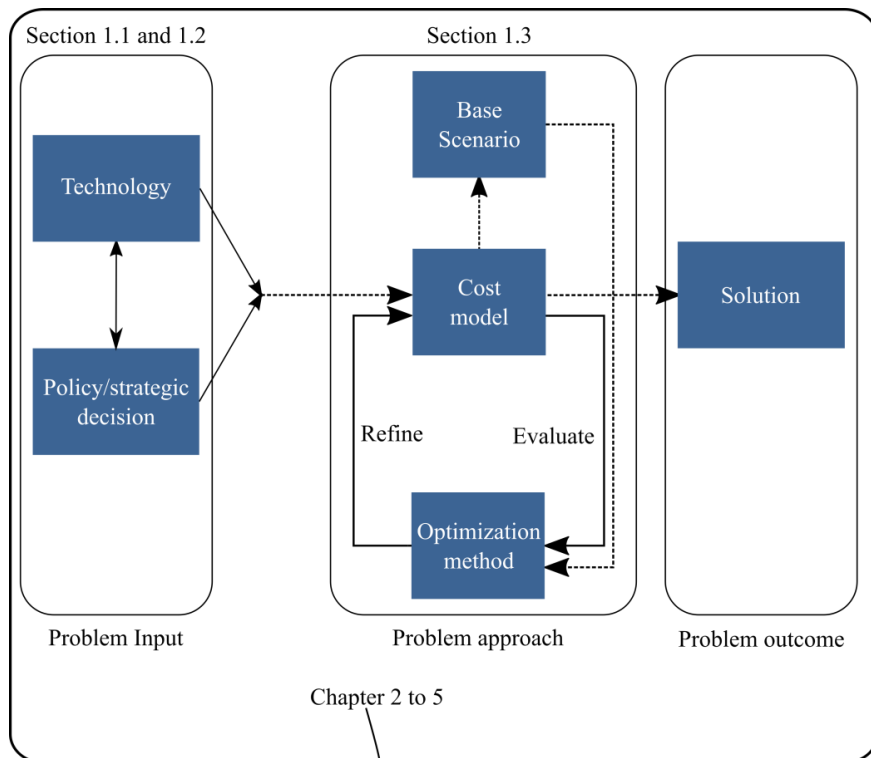 Section 1.1 and 1.2
Section 1.3
Technology
Policy/strategic
decision
Base
Scenario
Cost
model
Refine
Evaluate
Optimization
method
Solution
Problem Input
Problem approach
Problem outcome
Chapter 2 to 5